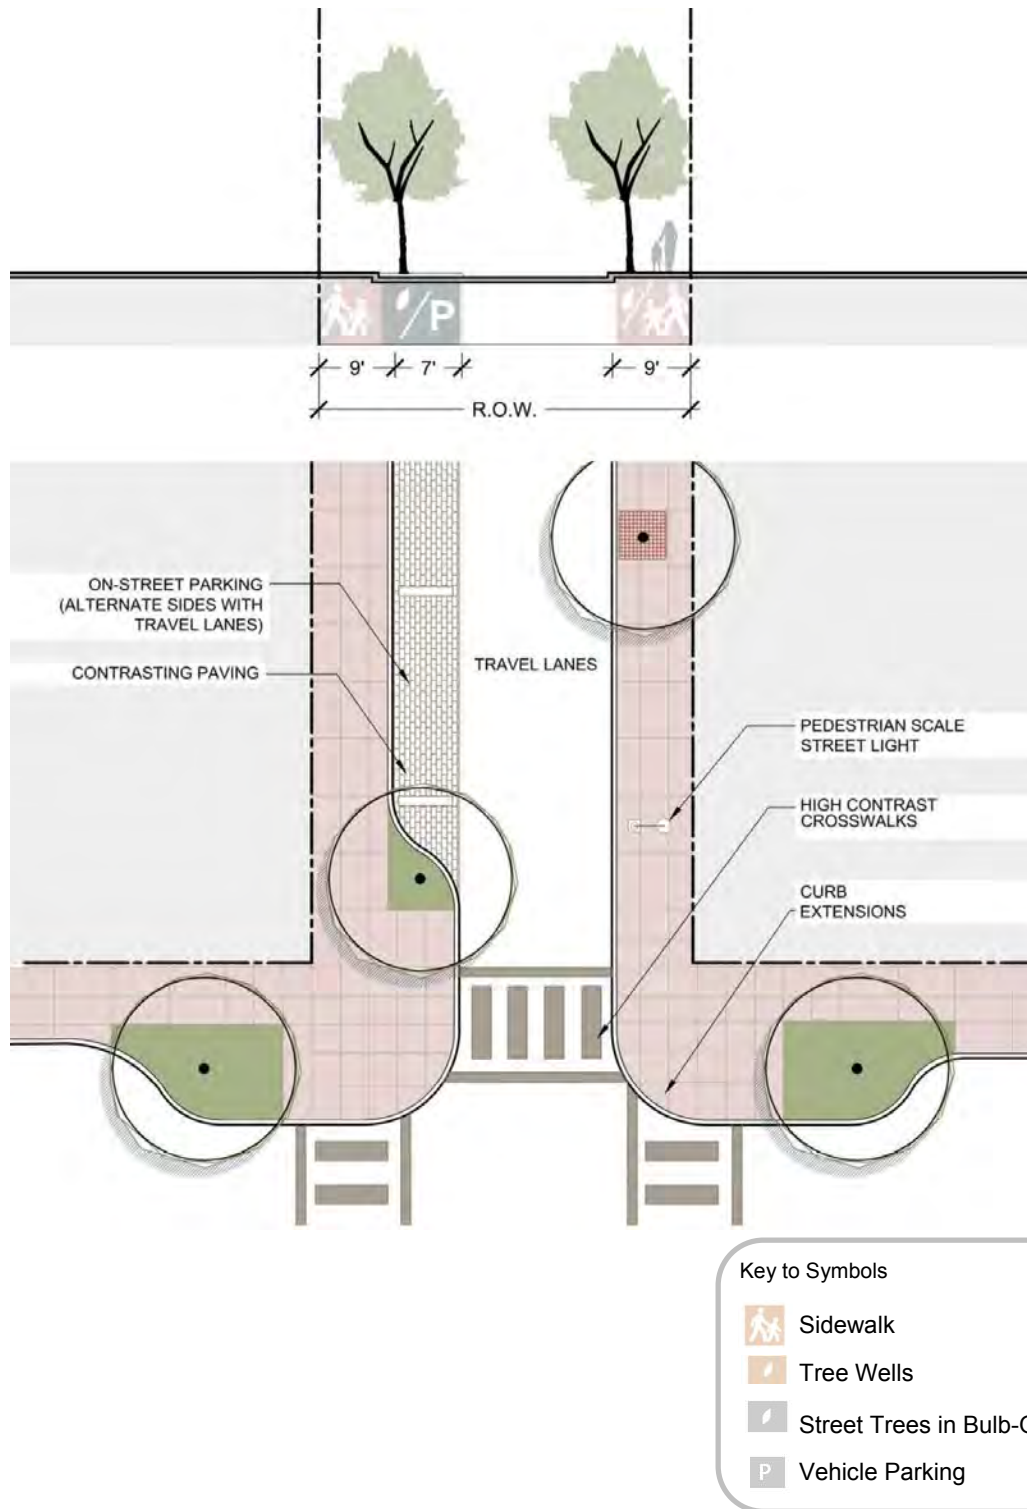 P
9'
7'
9'
R.O.W.
ON-STREET PARKING
(ALTERNATE SIDES WITH
TRAVEL LANES)
CONTRASTING PAVING
TRAVEL LANES
PEDESTRIAN SCALE
STREET LIGHT
HIGH CONTRAST
CROSSWALKS
CURB
EXTENSIONS
Key to Symbols
Sidewalk
Tree Wells
Street Trees in Bulb-
P Vehicle Parking